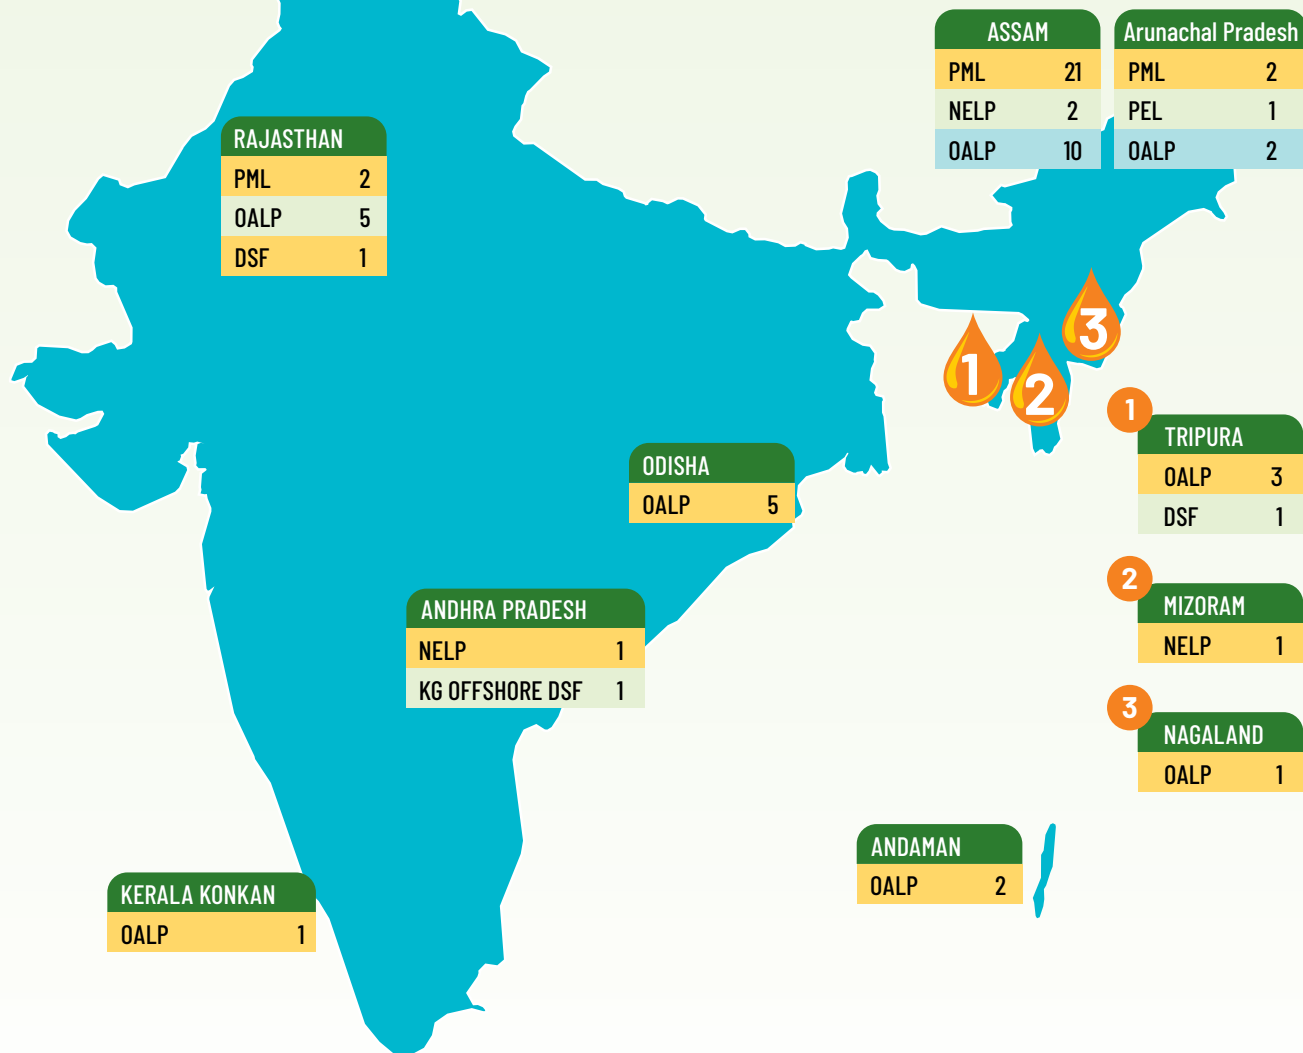 ASSAM
PML 21
NELP 2
OALP 10
Arunachal Pradesh
PML 2
PEL 1
OALP 2
RAJASTHAN
PML 2
OALP 5
DSF 1
1
2
3
1
TRIPURA
OALP 3
DSF 1
ODISHA
OALP 5
2
MIZORAM
NELP 1
ANDHRA PRADESH
NELP 1
KG OFFSHORE DSF 1
3
NAGALAND
OALP 1
ANDAMAN
OALP 2
KERALA KONKAN
OALP 1